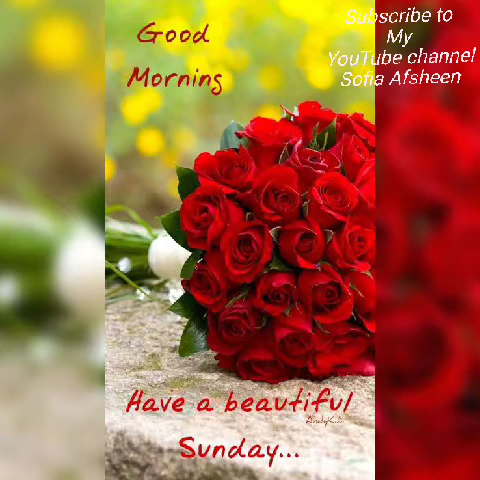 Good
Morning
Subscribe to
My
YouTube channel
Sofia Afsheen
Have a beautiful
Sunday...